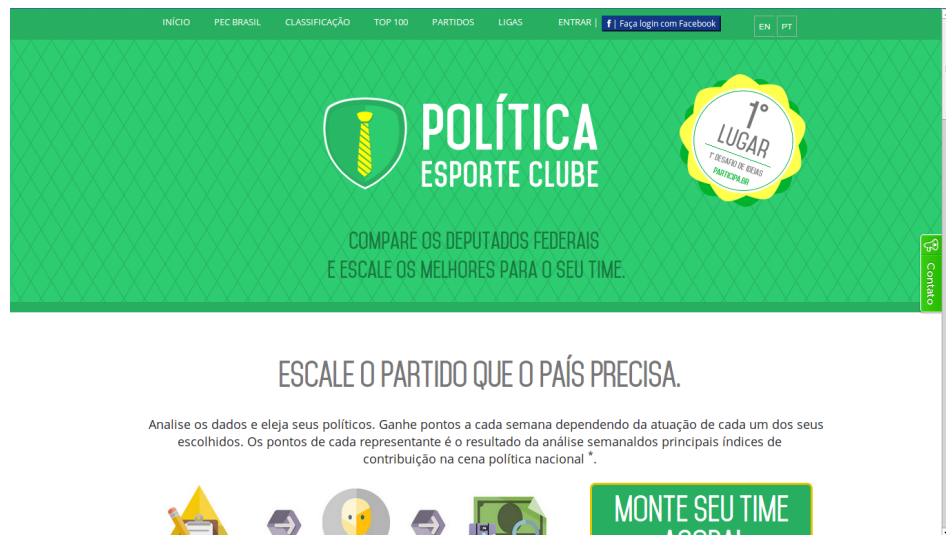 INÍCIO PEC BRASIL CLASSIFICAÇÃO TOP 100 PARTIDOS LIGAS ENTRAR | f | Faça login com Facebook EN PT
POLÍTICA
ESPORTE CLUBE
1º
LUGAR
1º DESAFIO DE IDEIAS
PARTICIPA.BR
COMPARE OS DEPUTADOS FEDERAIS
E ESCALE OS MELHORES PARA O SEU TIME.
Contato
ESCALE O PARTIDO QUE O PAÍS PRECISA.
Analise os dados e eleja seus políticos. Ganhe pontos a cada semana dependendo da atuação de cada um dos seus
escolhidos. Os pontos de cada representante é o resultado da análise semanaldos principais índices de
contribuição na cena política nacional *.
MONTE SEU TIME
AGORA!